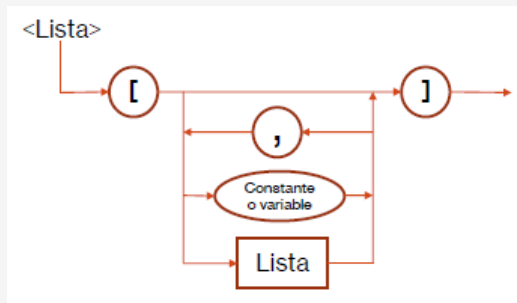 <Lista>
[
]
,
Constante
o variable
Lista